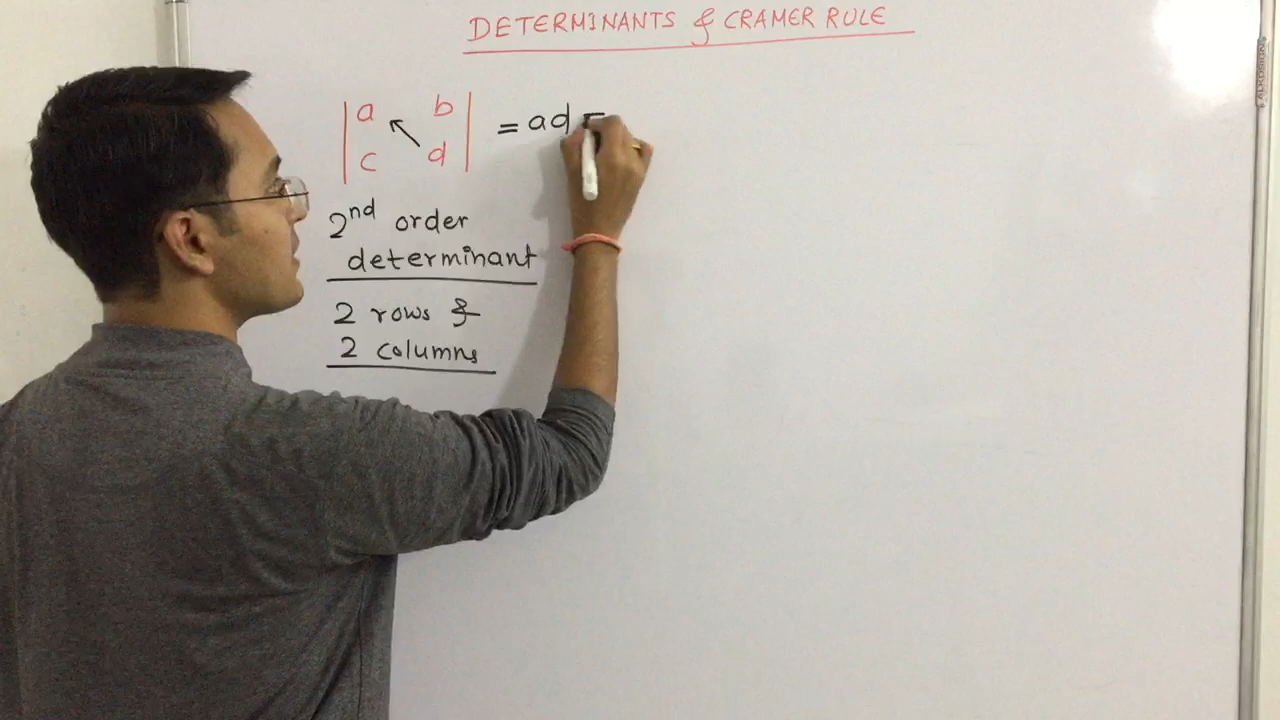 DETERMINANTS & CRAMER RULE
a b
c d
= ad -
2nd order
determinant
2 rows &
2 columns